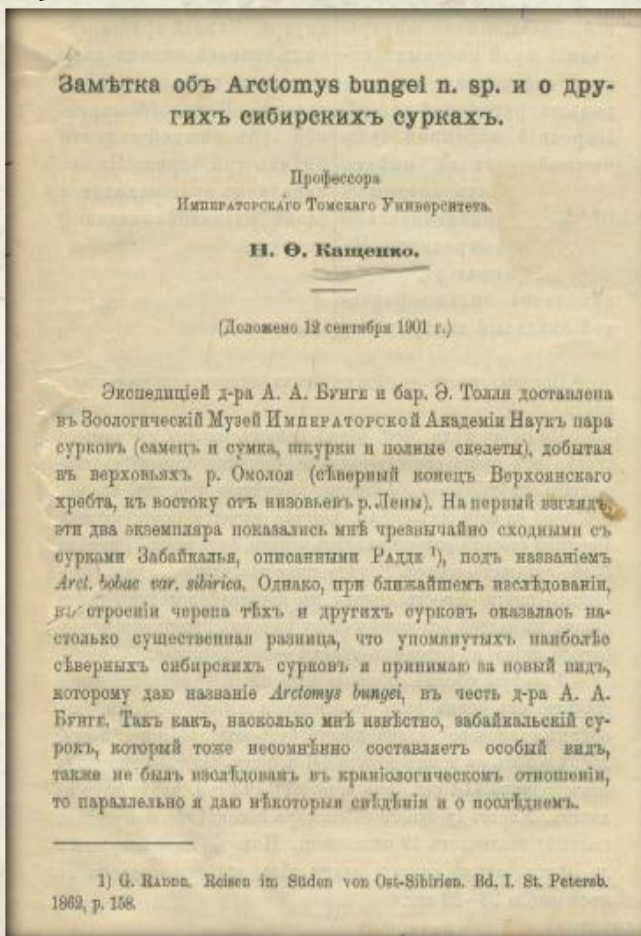 Замѣтка объ Arctomys bungei n. sp. и о дру-
гихъ сибирскихъ суркахъ.
Профессора
Императорскаго Томскаго Университета.
Н. Ѳ. Кащенко.
(Доложено 12 сентября 1901 г.)
Экспедиціей д-ра А. А. Бунге и бар. Э. Толля доставлена
въ Зоологическій Музей Императорской Академіи Наукъ пара
сурковъ (самец и сумка, шкурки и полные скелеты), добытая
въ верховьяхъ р. Омолоя (сѣверный конецъ Верхоянскаго
хребта, къ востоку отъ низовьевъ р. Лены). На первый взглядъ,
эти два экземпляра показались мнѣ чрезвычайно сходными съ
сурками Забайкалья, описанными Радде ¹), подъ названіемъ
Arct. bobac var. sibirica. Однако, при ближайшемъ изслѣдованіи,
въ строеніи черепа тѣхъ и другихъ сурковъ оказалась на-
столько существенная разница, что упомянутыхъ наиболѣе
сѣверныхъ сибирскихъ сурковъ я принимаю за новый видъ,
которому даю названіе Arctomys bungei, въ честь д-ра А. А.
Бунге. Такъ какъ, насколько мнѣ извѣстно, забайкальскій су-
рокъ, который тоже несомнѣнно составляетъ особый видъ,
также не былъ изслѣдованъ въ краніологическомъ отношеніи,
то параллельно я даю нѣкоторыя свѣдѣнія и о послѣднемъ.
1) G. Radde. Reisen im Süden von Ost-Sibirien. Bd. I. St. Petersb.
1862, p. 158.